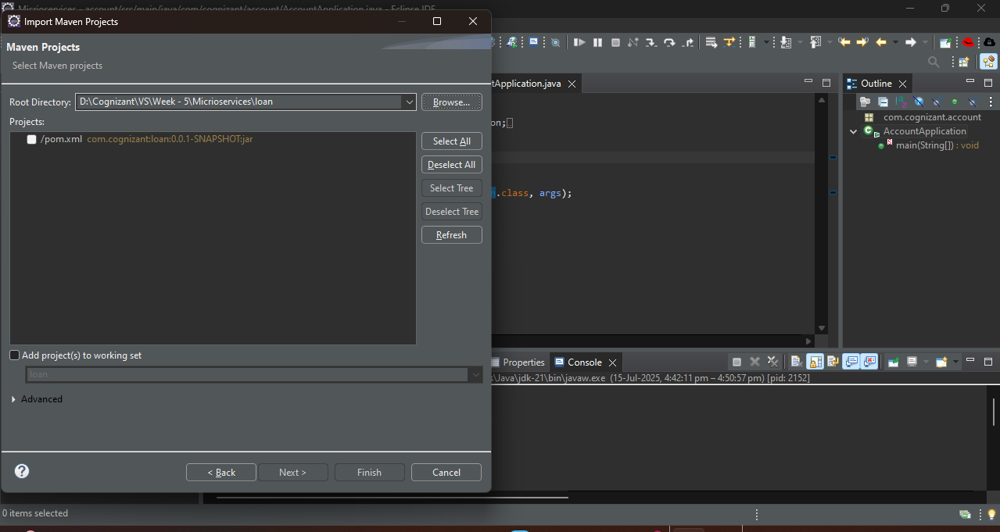 Microservices - account/src/main/java/com/cognizant/account/AccountApplication.java - Eclipse IDE
Import Maven Projects
Maven Projects
Select Maven projects
Root Directory: D:\Cognizant\VS\Week - 5\Micrioservices\loan Browse...
Projects:
/pom.xml com.cognizant:loan:0.0.1-SNAPSHOT:jar
Select All
Deselect All
Select Tree
Deselect Tree
Refresh
Add project(s) to working set
loan
Advanced
< Back Next > Finish Cancel
tApplication.java
on;
.class, args);
Outline
com.cognizant.account
AccountApplication
main(String[]) : void
Properties Console
s\Java\jdk-21\bin\javaw.exe (15-Jul-2025, 4:42:11 pm – 4:50:57 pm) [pid: 2152]
0 items selected